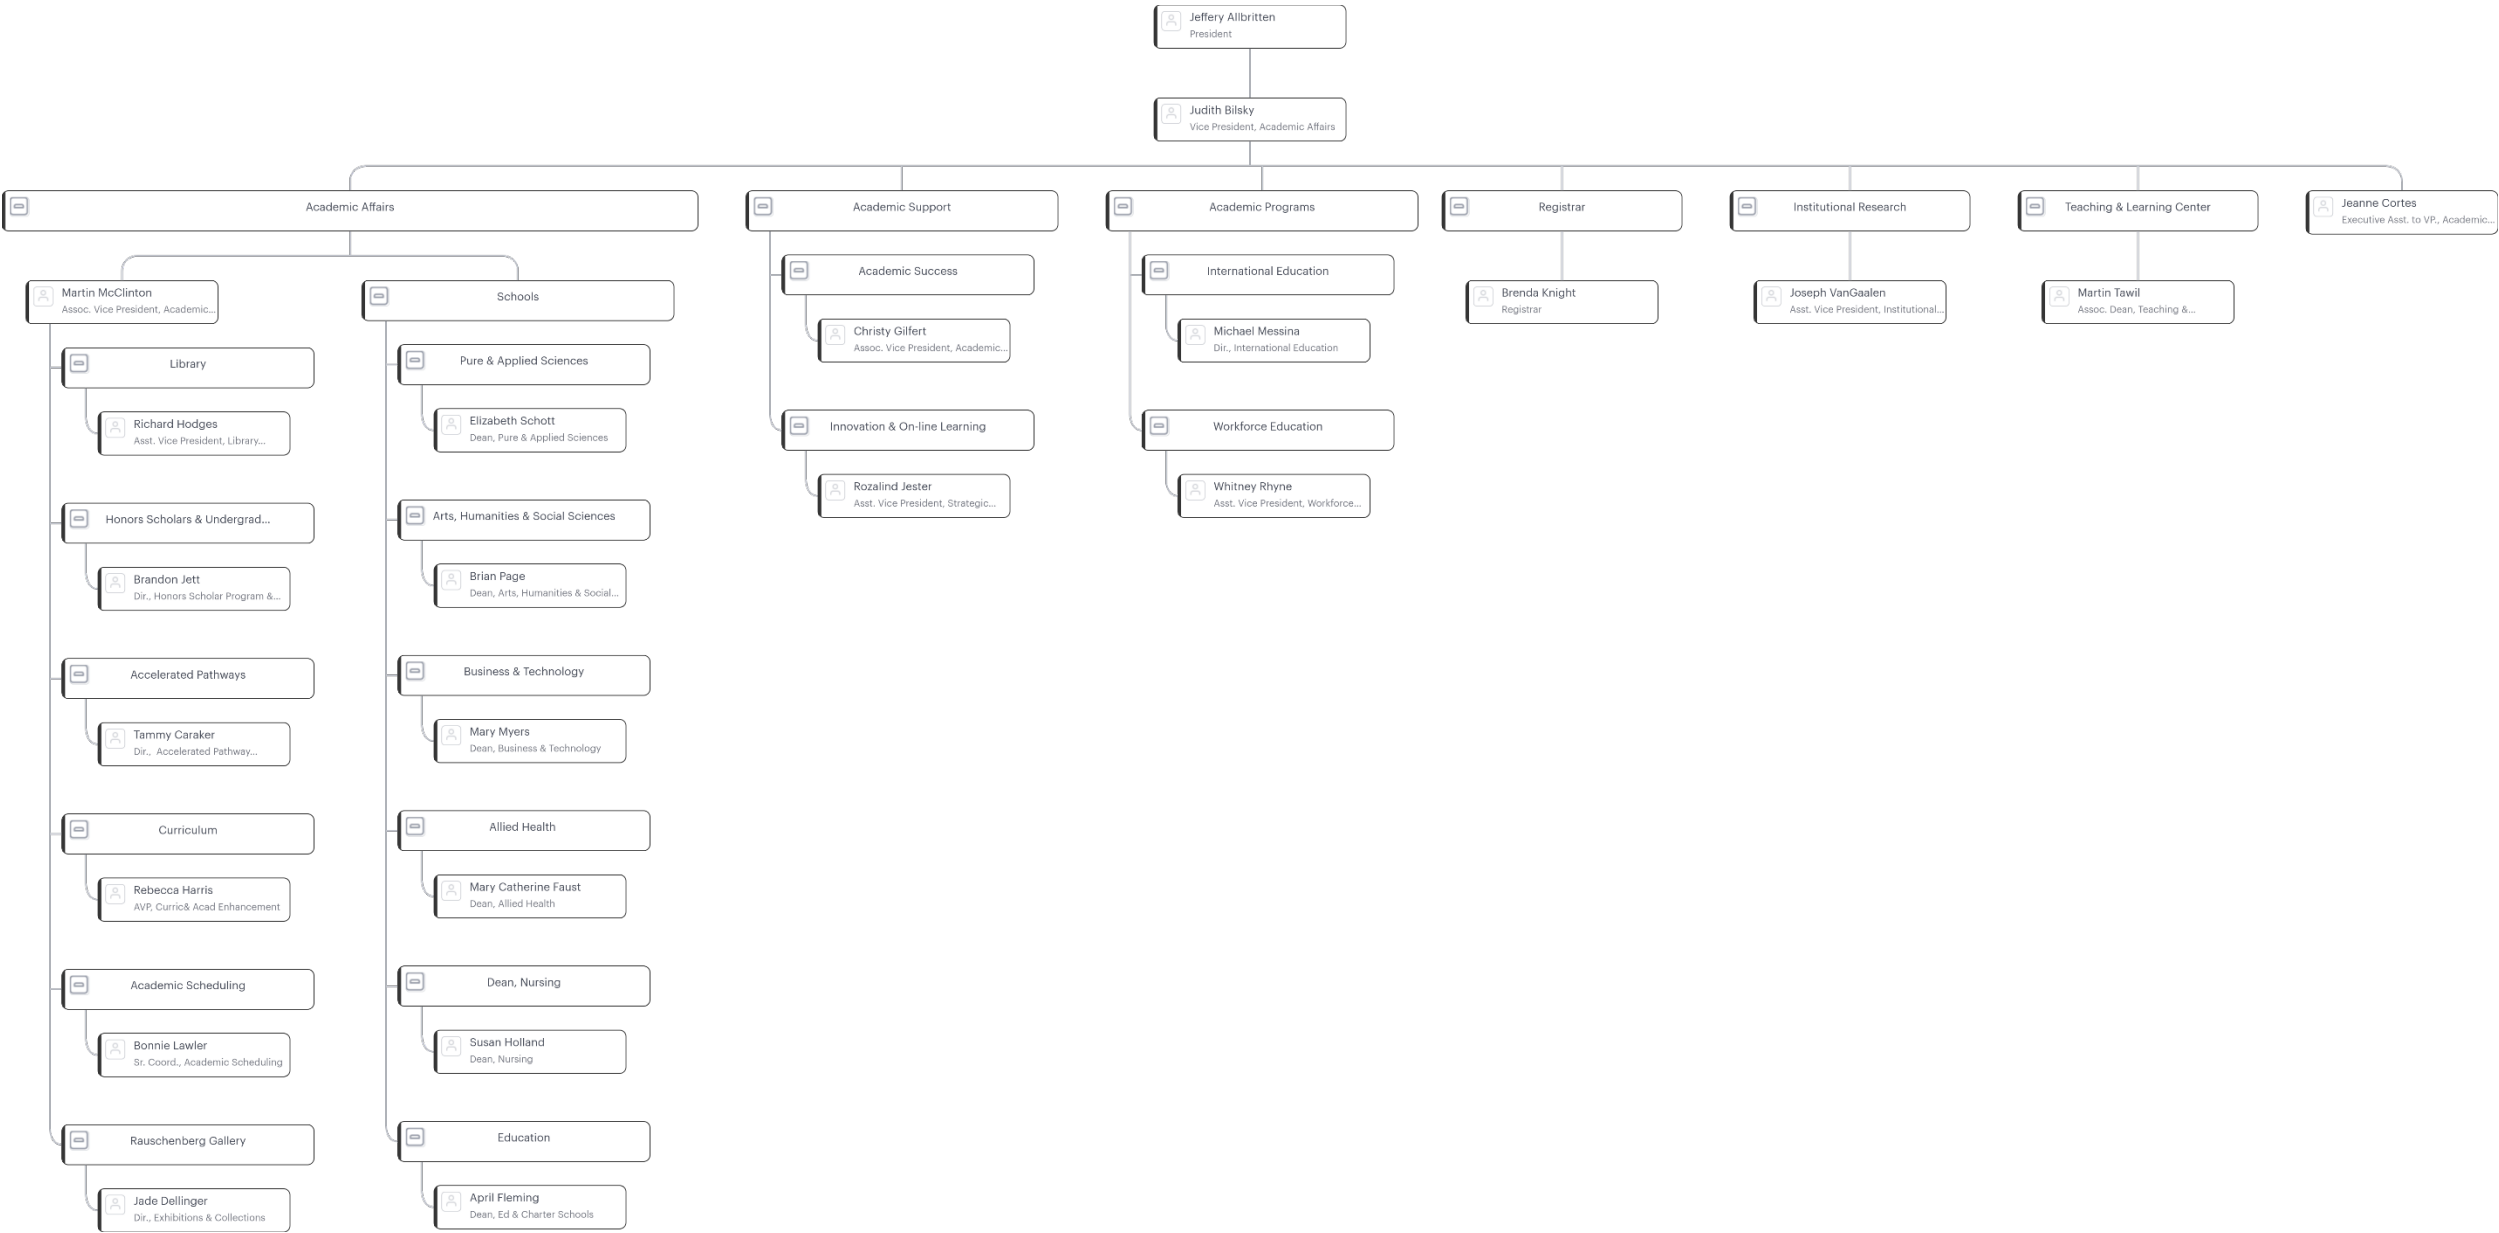 Jeffery Allbritten
President
Judith Bilsky
Vice President, Academic Affairs
Academic Affairs
Martin McClinton
Assoc. Vice President, Academic...
Library
Richard Hodges
Asst. Vice President, Library...
Honors Scholars & Undergrad...
Brandon Jett
Dir., Honors Scholar Program &...
Accelerated Pathways
Tammy Caraker
Dir.,  Accelerated Pathway...
Curriculum
Rebecca Harris
AVP, Curric& Acad Enhancement
Academic Scheduling
Bonnie Lawler
Sr. Coord., Academic Scheduling
Rauschenberg Gallery
Jade Dellinger
Dir., Exhibitions & Collections
Schools
Pure & Applied Sciences
Elizabeth Schott
Dean, Pure & Applied Sciences
Arts, Humanities & Social Sciences
Brian Page
Dean, Arts, Humanities & Social...
Business & Technology
Mary Myers
Dean, Business & Technology
Allied Health
Mary Catherine Faust
Dean, Allied Health
Dean, Nursing
Susan Holland
Dean, Nursing
Education
April Fleming
Dean, Ed & Charter Schools
Academic Support
Academic Success
Christy Gilfert
Assoc. Vice President, Academic...
Innovation & On-line Learning
Rozalind Jester
Asst. Vice President, Strategic...
Academic Programs
International Education
Michael Messina
Dir., International Education
Workforce Education
Whitney Rhyne
Asst. Vice President, Workforce...
Registrar
Brenda Knight
Registrar
Institutional Research
Joseph VanGaalen
Asst. Vice President, Institutional...
Teaching & Learning Center
Martin Tawil
Assoc. Dean, Teaching &...
Jeanne Cortes
Executive Asst. to VP., Academic...